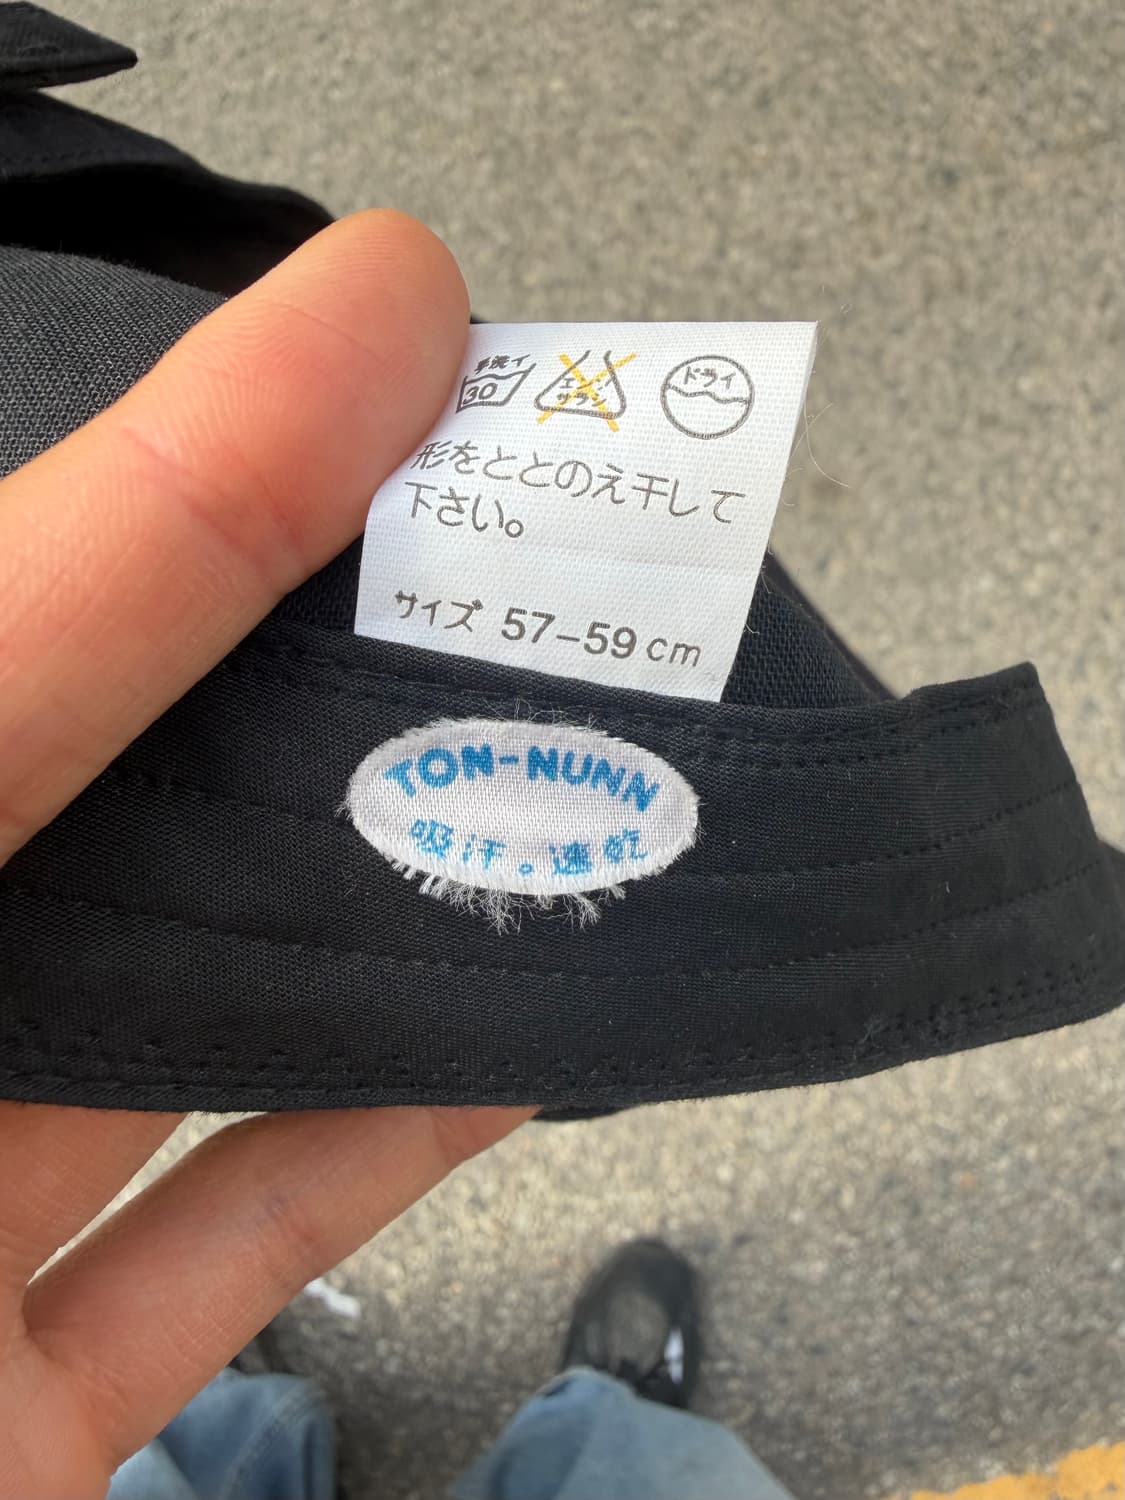 手洗イ
30
エンソ
サラシ
ドライ
形をととのえ干して
下さい。
サイズ 57-59cm
TON-NUNN
吸汗。速乾